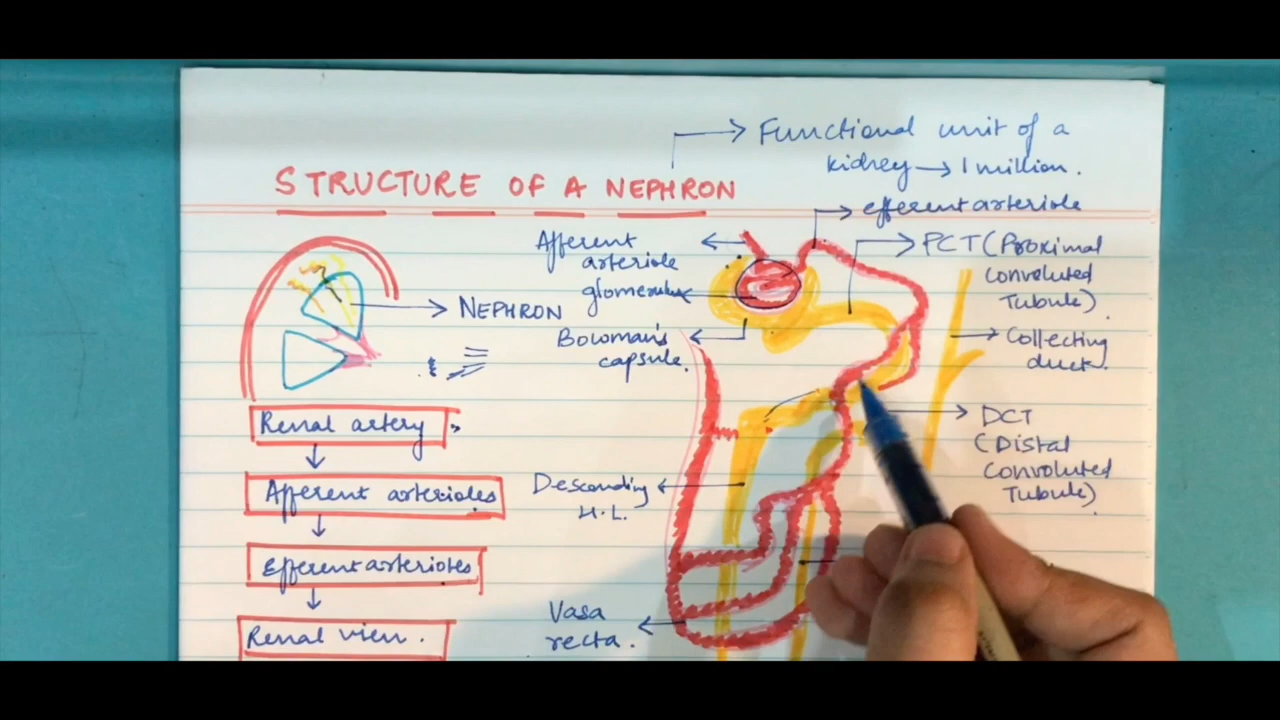 Functional unit of a
kidney → 1 million.
STRUCTURE OF A NEPHRON
efferent arteriole
Afferent
arteriole
glomerulus
Bowman's
capsule.
PCT (Proximal
convoluted
Tubule)
Collecting
duct.
NEPHRON
DCT
(Distal
Convoluted
Tubule)
Descending
H.L.
Vasa
recta.
Renal artery
Afferent arterioles
Efferent arterioles
Renal view.